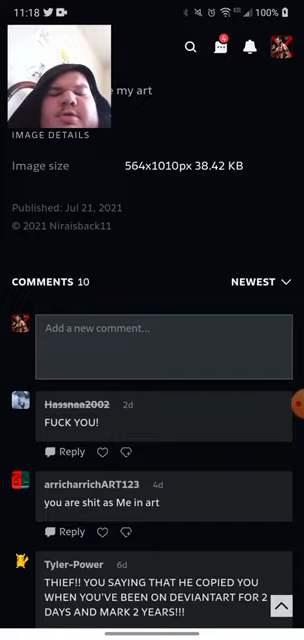 11:18
100%
4
my art
IMAGE DETAILS
Image size 564x1010px 38.42 KB
Published: Jul 21, 2021
© 2021 Niraisback11
COMMENTS 10 NEWEST
Add a new comment...
Hassnaa2002 2d
FUCK YOU!
Reply
arricharrichART123 4d
you are shit as Me in art
Reply
Tyler-Power 6d
THIEF!! YOU SAYING THAT HE COPIED YOU
WHEN YOU'VE BEEN ON DEVIANTART FOR 2
DAYS AND MARK 2 YEARS!!!